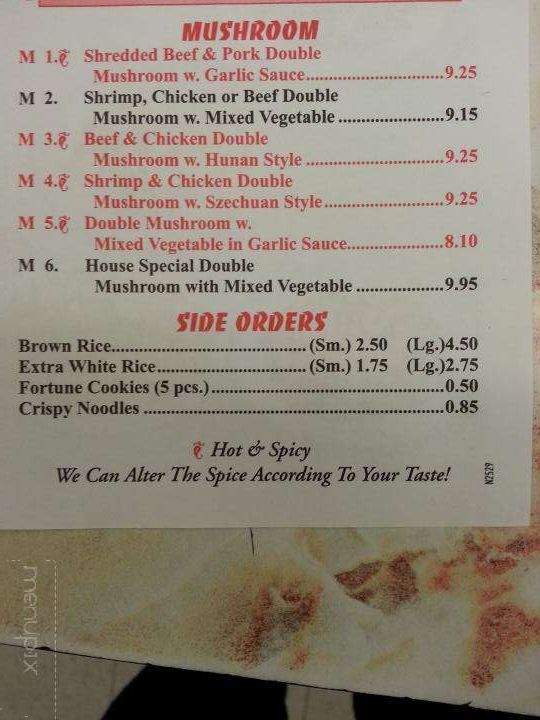 MUSHROOM
M 1. Shredded Beef & Pork Double
Mushroom w. Garlic Sauce..............................9.25
M 2. Shrimp, Chicken or Beef Double
Mushroom w. Mixed Vegetable ......................9.15
M 3. Beef & Chicken Double
Mushroom w. Hunan Style .............................9.25
M 4. Shrimp & Chicken Double
Mushroom w. Szechuan Style.........................9.25
M 5. Double Mushroom w.
Mixed Vegetable in Garlic Sauce....................8.10
M 6. House Special Double
Mushroom with Mixed Vegetable ..................9.95
SIDE ORDERS
Brown Rice.........................................(Sm.) 2.50 (Lg.)4.50
Extra White Rice................................(Sm.) 1.75 (Lg.)2.75
Fortune Cookies (5 pcs.).................................................0.50
Crispy Noodles ...............................................................0.85
Hot & Spicy
We Can Alter The Spice According To Your Taste!
N2529
menupix